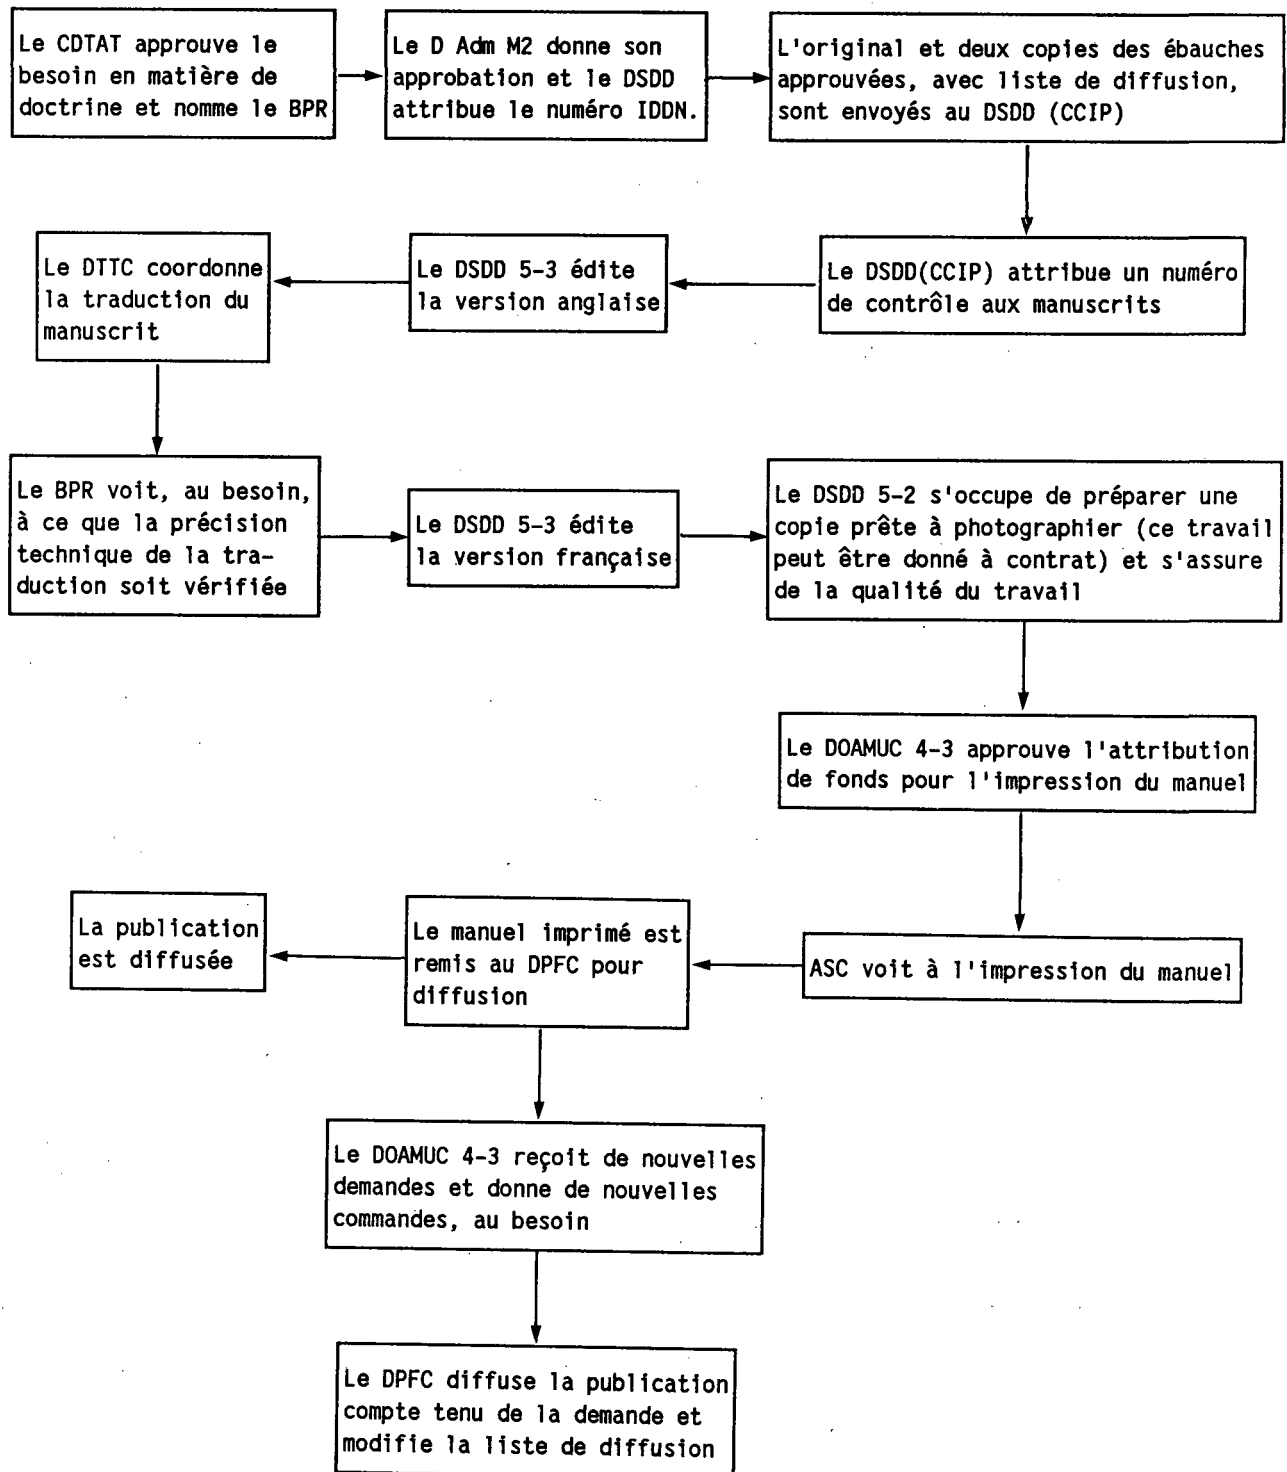 Le CDTAT approuve le
besoin en matière de
doctrine et nomme le BPR
Le D Adm M2 donne son
approbation et le DSDD
attribue le numéro IDDN.
L'original et deux copies des ébauches
approuvées, avec liste de diffusion,
sont envoyés au DSDD (CCIP)
Le DSDD(CCIP) attribue un numéro
de contrôle aux manuscrits
Le DSDD 5-3 édite
la version anglaise
Le DTTC coordonne
la traduction du
manuscrit
Le BPR voit, au besoin,
à ce que la précision
technique de la tra-
duction soit vérifiée
Le DSDD 5-3 édite
la version française
Le DSDD 5-2 s'occupe de préparer une
copie prête à photographier (ce travail
peut être donné à contrat) et s'assure
de la qualité du travail
Le DOAMUC 4-3 approuve l'attribution
de fonds pour l'impression du manuel
ASC voit à l'impression du manuel
Le manuel imprimé est
remis au DPFC pour
diffusion
La publication
est diffusée
Le DOAMUC 4-3 reçoit de nouvelles
demandes et donne de nouvelles
commandes, au besoin
Le DPFC diffuse la publication
compte tenu de la demande et
modifie la liste de diffusion